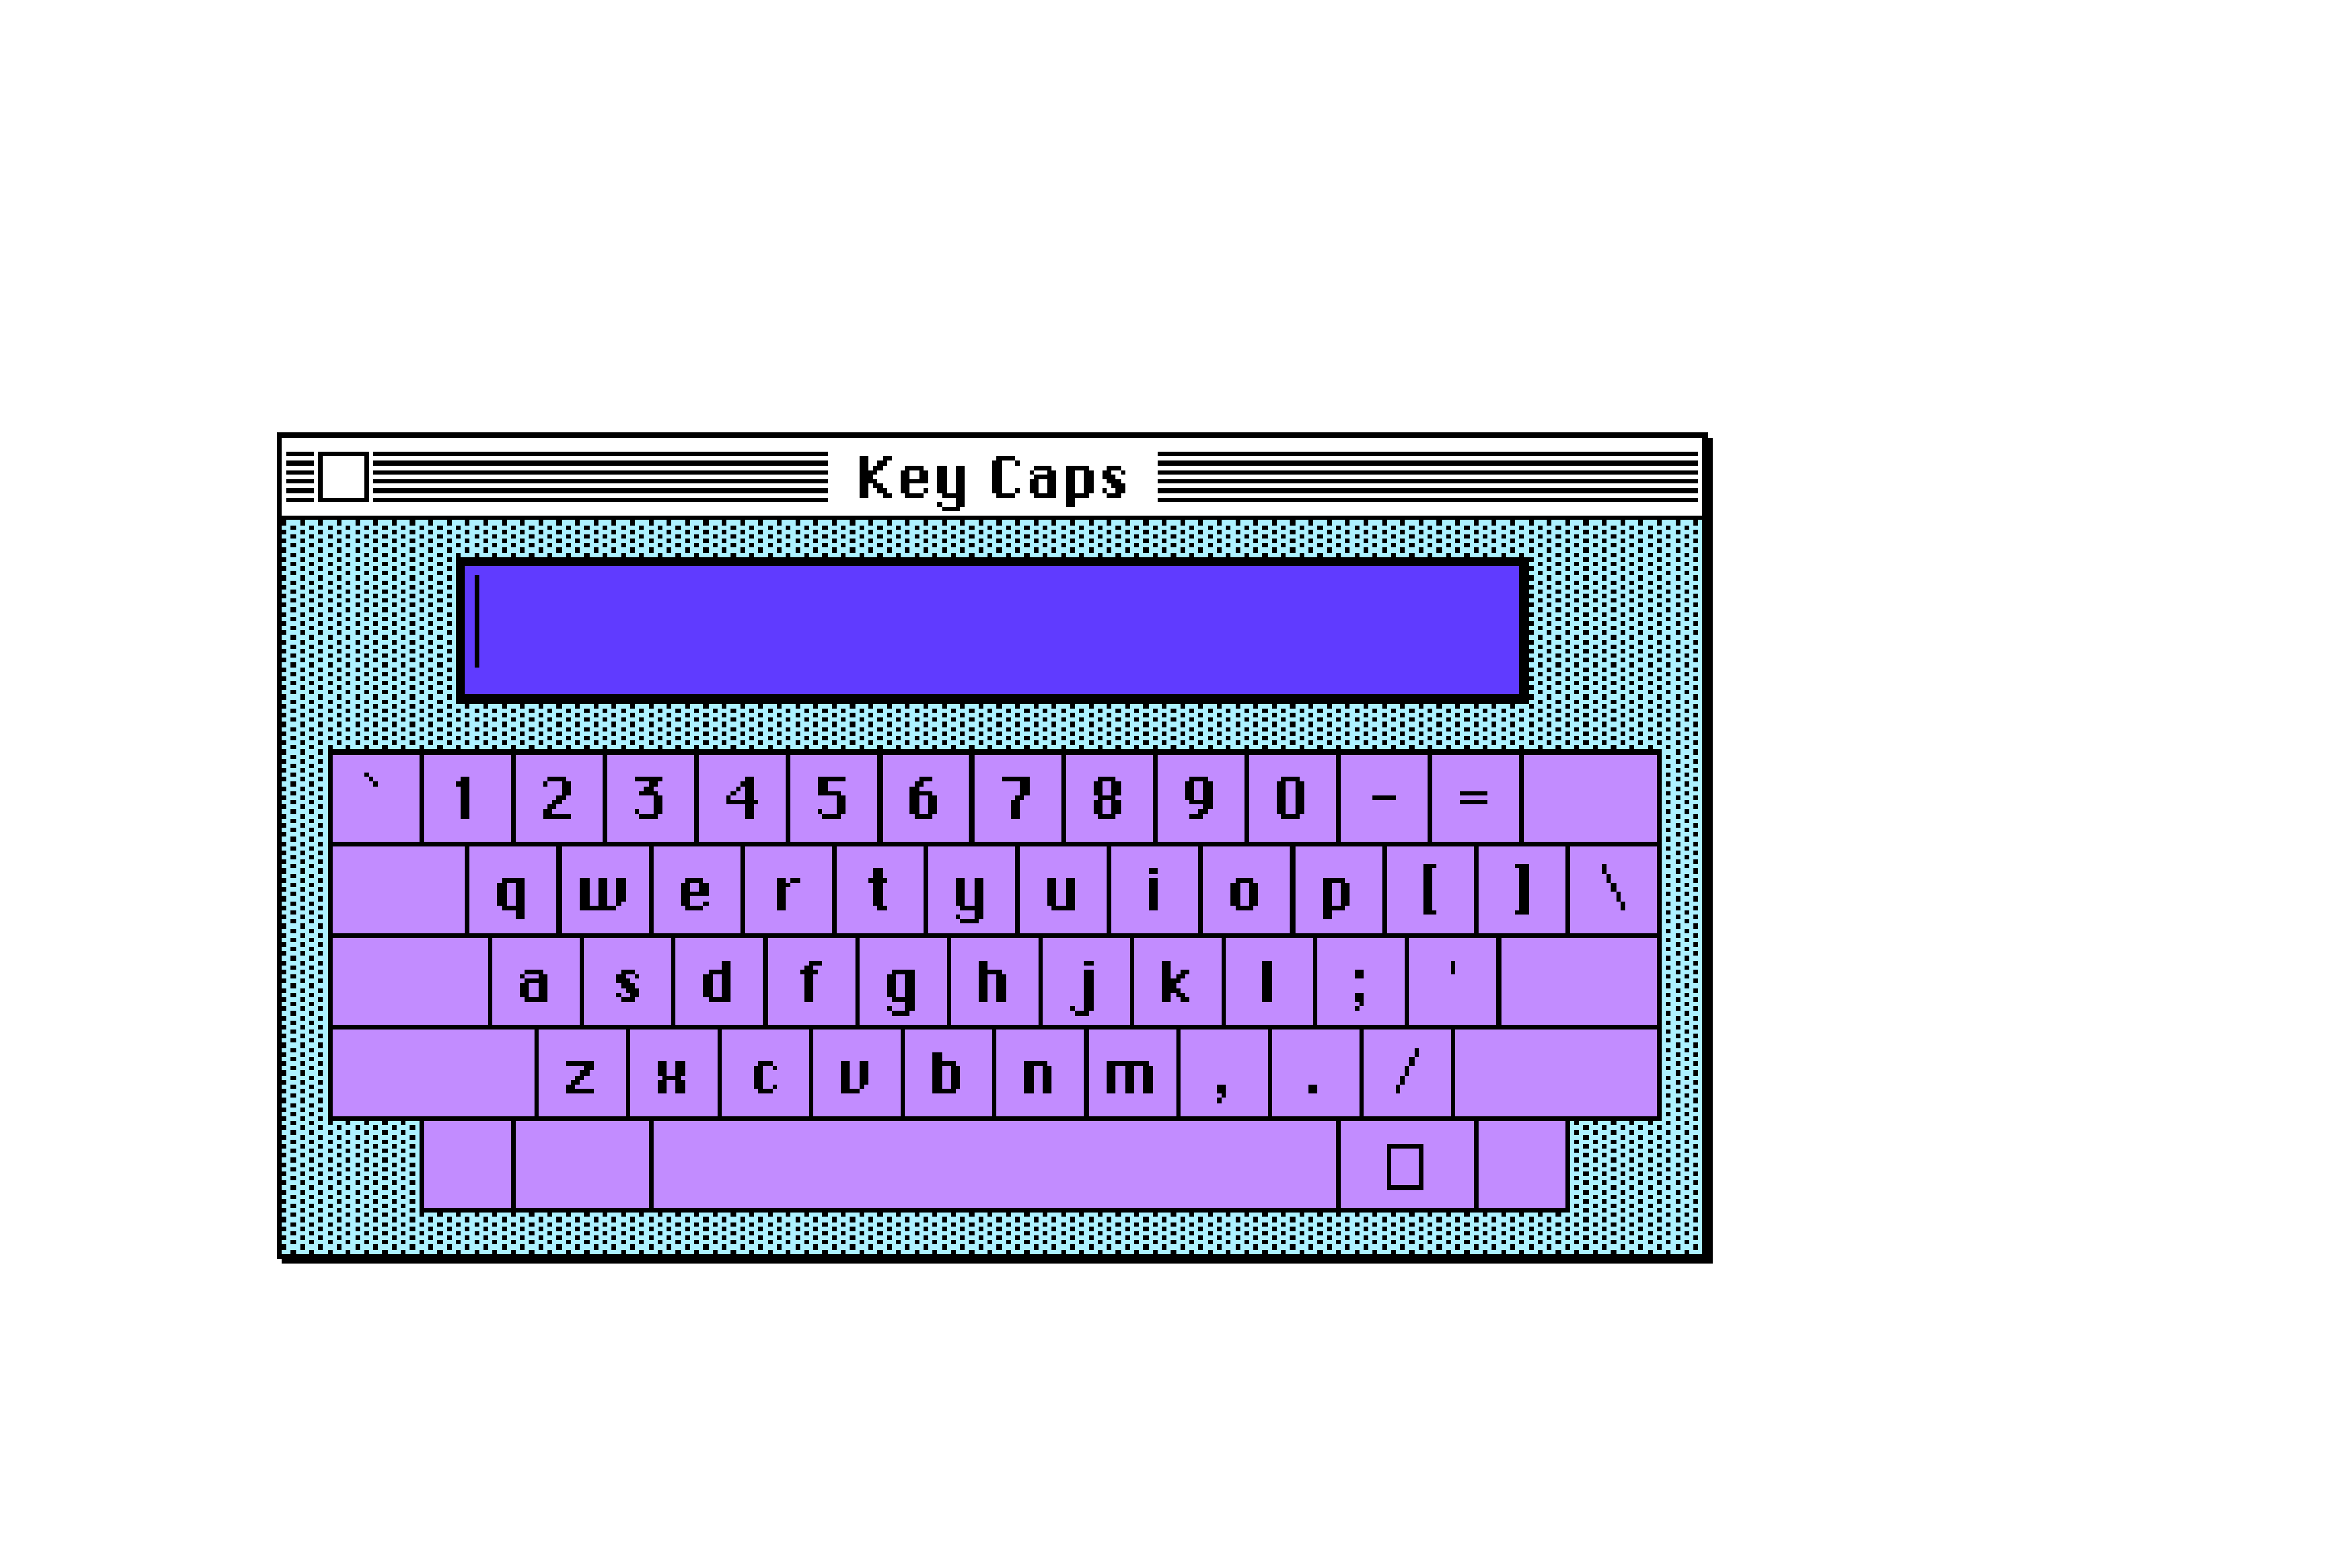 Key Caps
` 1 2 3 4 5 6 7 8 9 0 - =
q w e r t y u i o p [ ] \
a s d f g h j k l ; '
z x c v b n m , . /